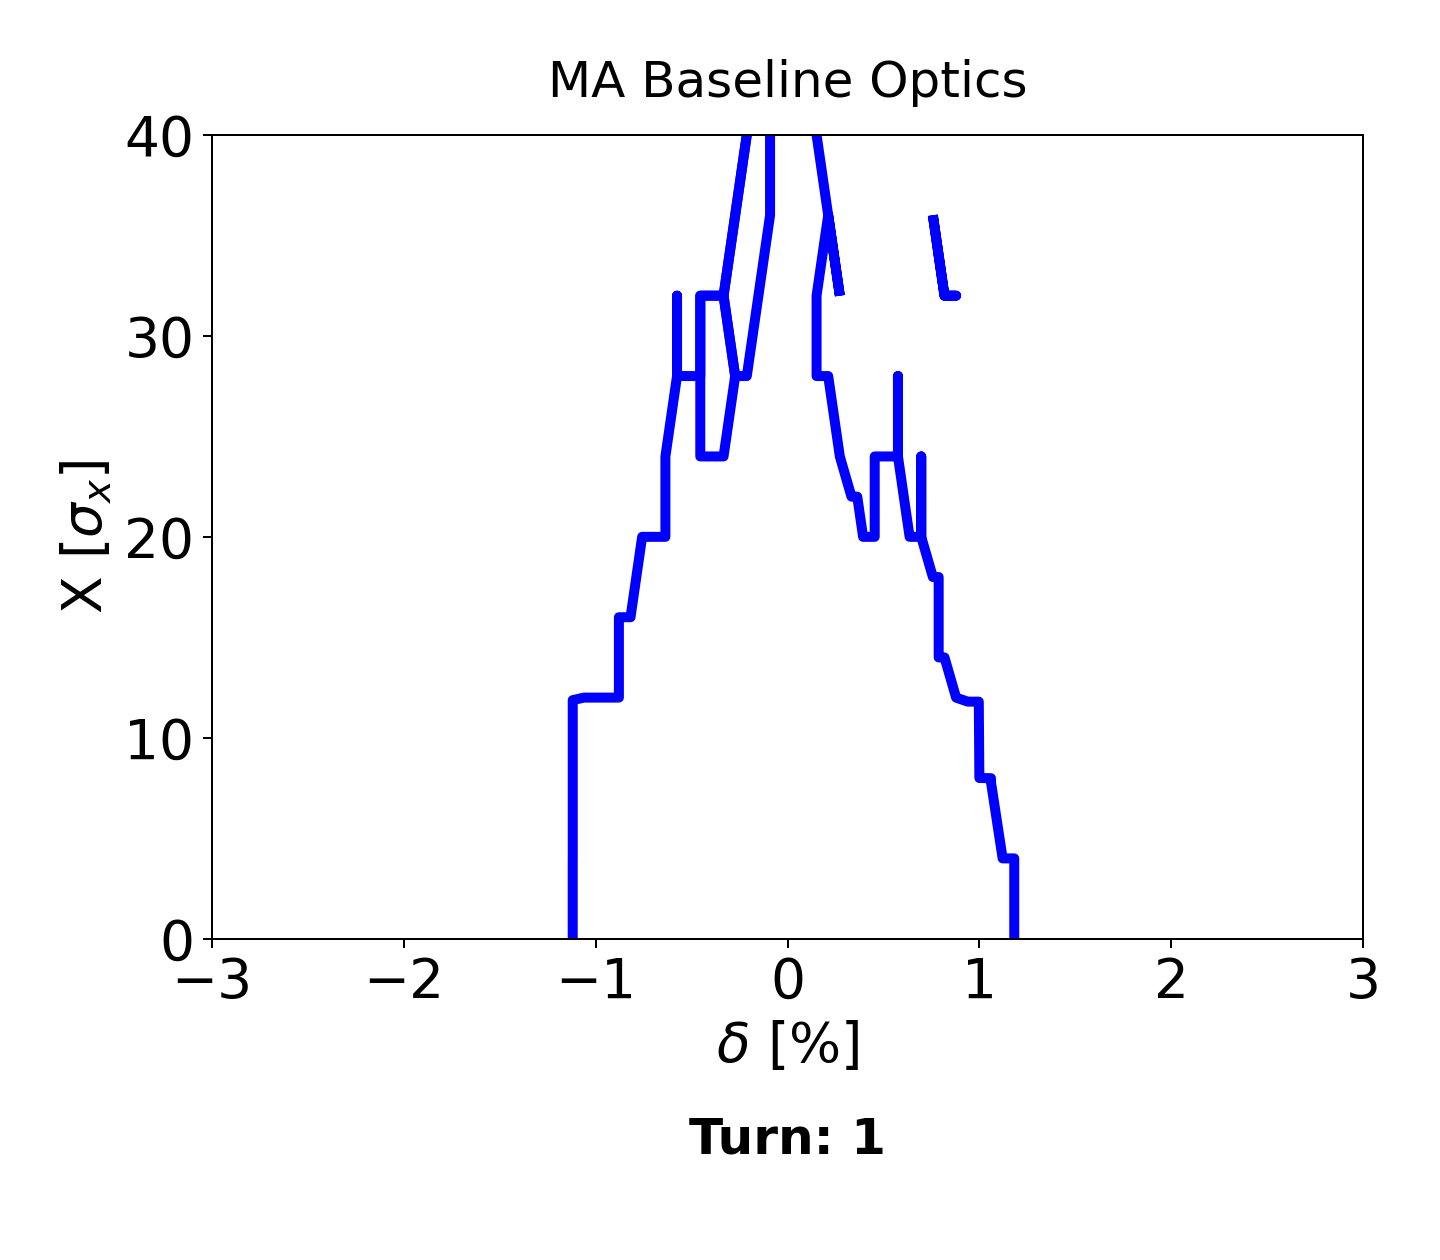 MA Baseline Optics
40
30
20
10
0
X [σx]
−3 −2 −1 0 1 2 3
δ [%]
Turn: 1